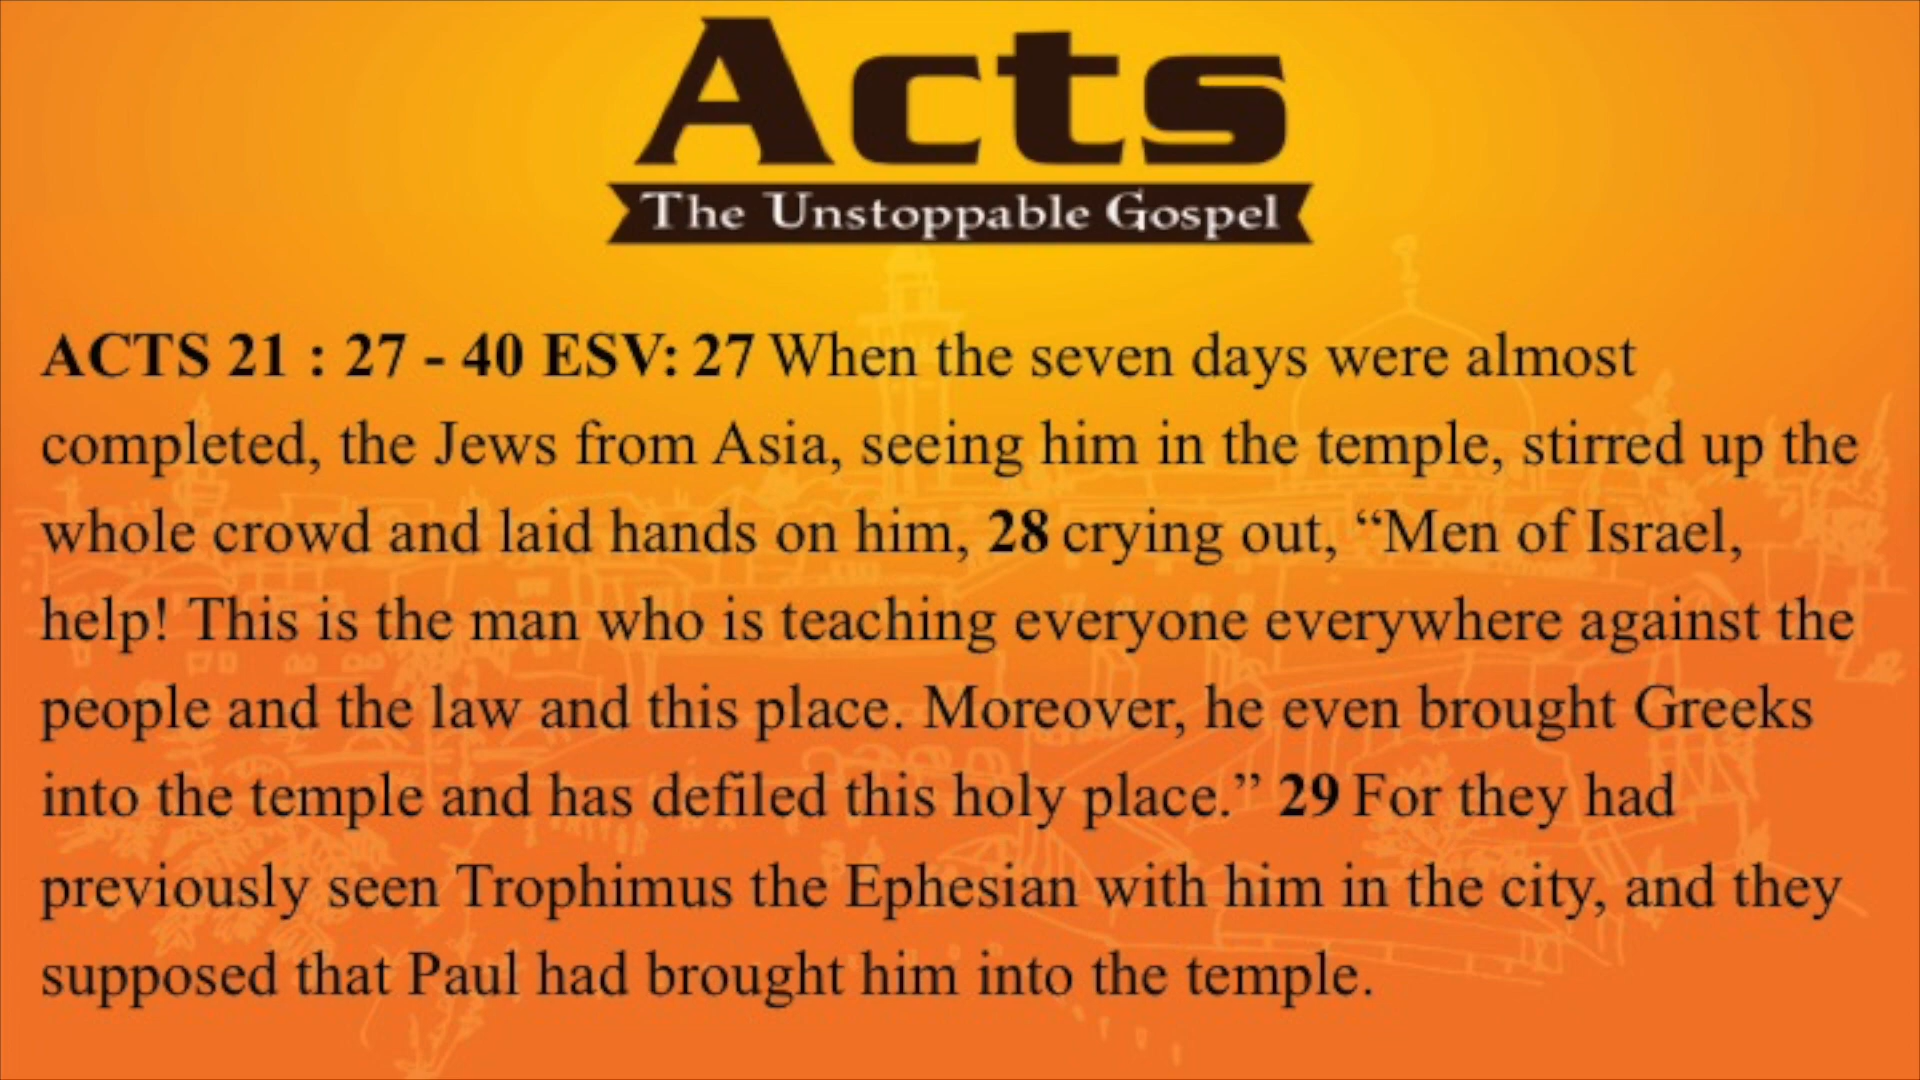 Acts
The Unstoppable Gospel
ACTS 21 : 27 - 40 ESV: 27 When the seven days were almost
completed, the Jews from Asia, seeing him in the temple, stirred up the
whole crowd and laid hands on him, 28 crying out, “Men of Israel,
help! This is the man who is teaching everyone everywhere against the
people and the law and this place. Moreover, he even brought Greeks
into the temple and has defiled this holy place.” 29 For they had
previously seen Trophimus the Ephesian with him in the city, and they
supposed that Paul had brought him into the temple.